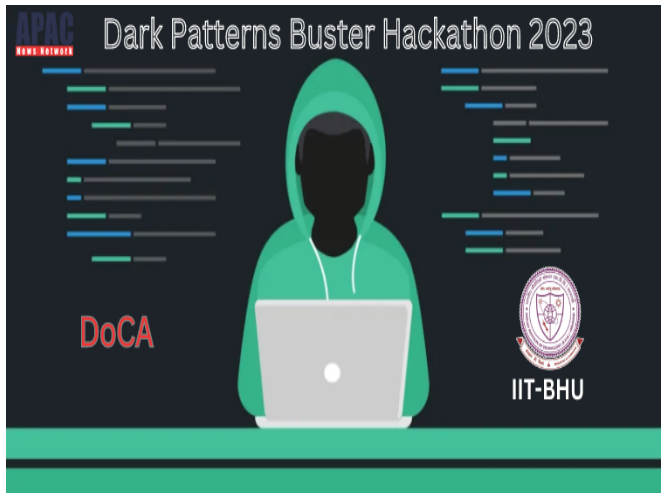 APAC
News Network
Dark Patterns Buster Hackathon 2023
DoCA
IIT-BHU